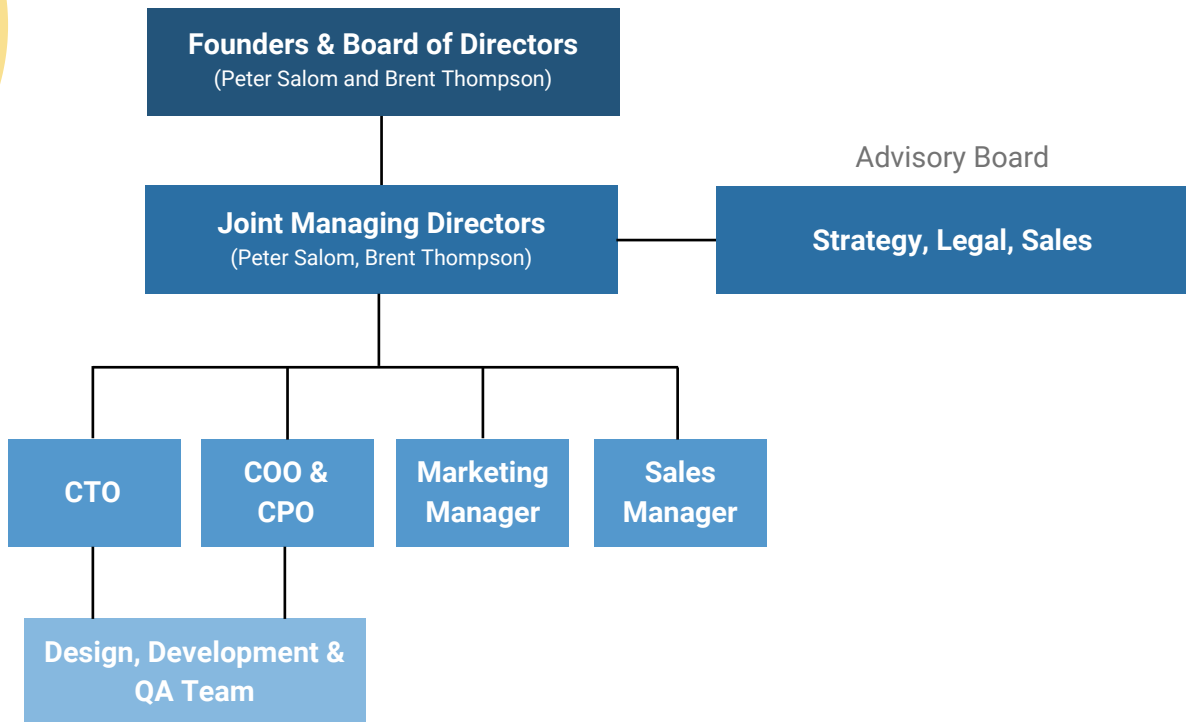 Founders & Board of Directors
(Peter Salom and Brent Thompson)
Advisory Board
Joint Managing Directors
(Peter Salom, Brent Thompson)
Strategy, Legal, Sales
CTO
COO &
CPO
Marketing
Manager
Sales
Manager
Design, Development &
QA Team